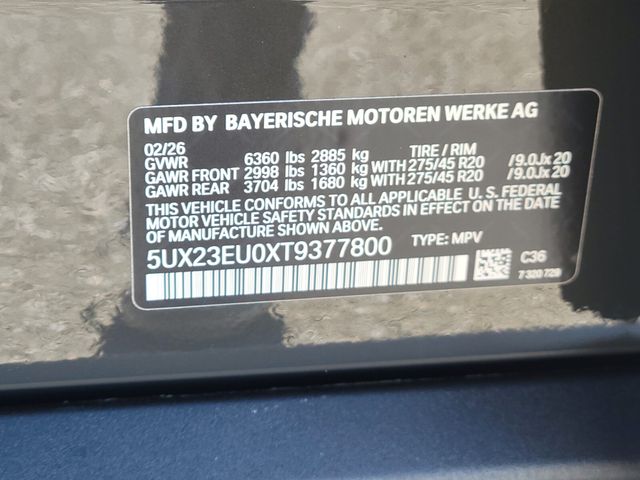 MFD BY BAYERISCHE MOTOREN WERKE AG
02/26 TIRE / RIM
GVWR 6360 lbs 2885 kg
GAWR FRONT 2998 lbs 1360 kg WITH 275/45 R20 /9.0Jx20
GAWR REAR 3704 lbs 1680 kg WITH 275/45 R20 /9.0Jx20
THIS VEHICLE CONFORMS TO ALL APPLICABLE U.S. FEDERAL
MOTOR VEHICLE SAFETY STANDARDS IN EFFECT ON THE DATE
OF MANUFACTURE SHOWN ABOVE.
5UX23EU0XT9377800 TYPE: MPV
C36
7 320 729